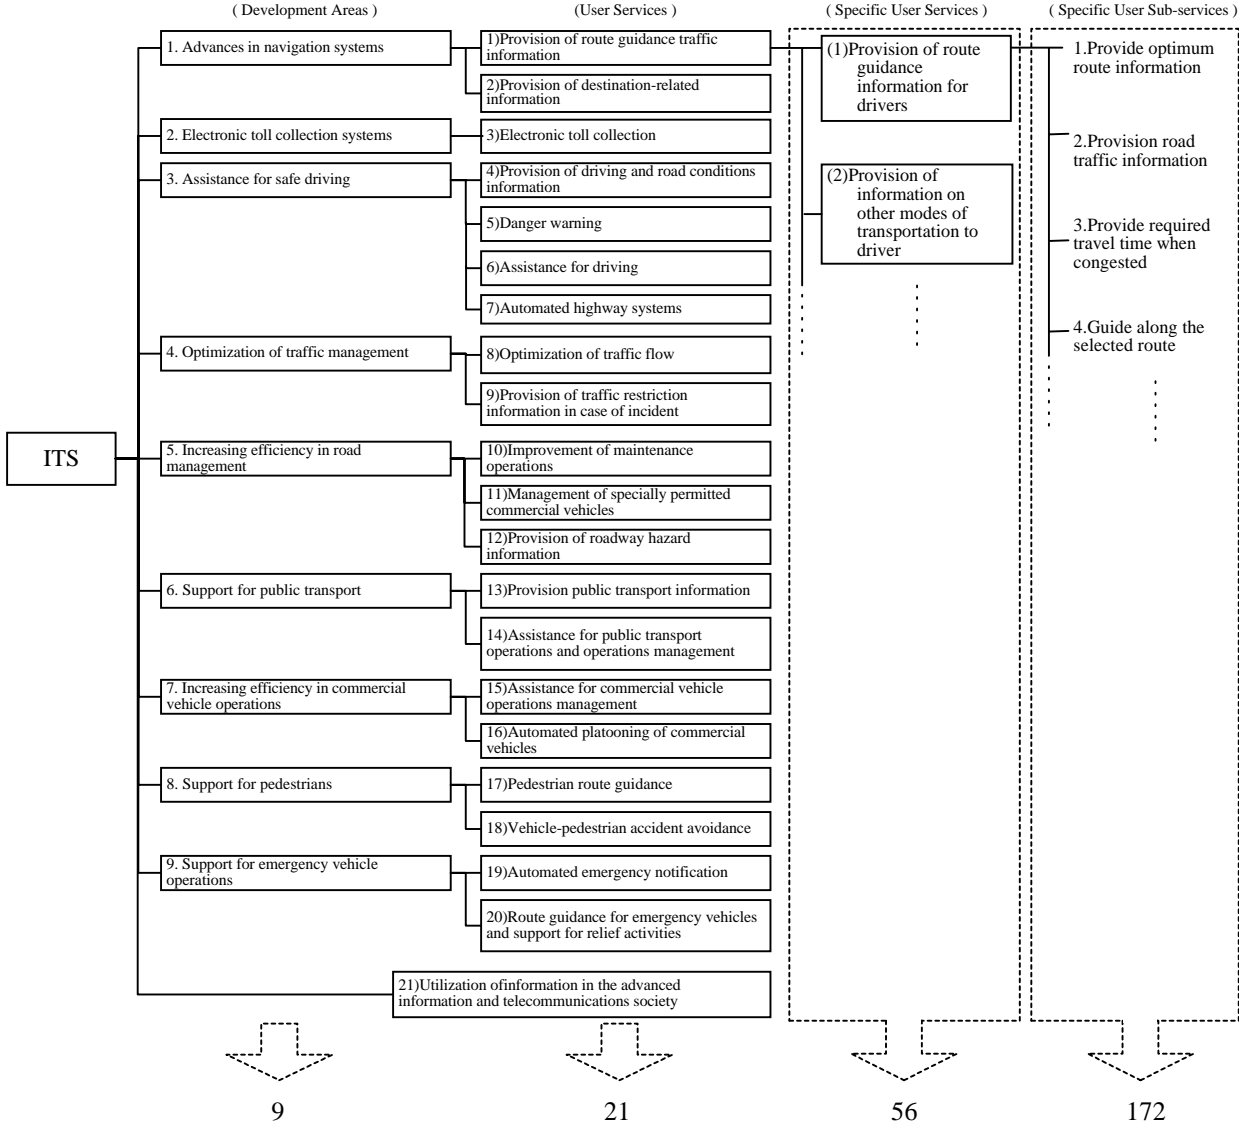 ( Development Areas )
(User Services)
( Specific User Services )
( Specific User Sub-services )
ITS
1. Advances in navigation systems
2. Electronic toll collection systems
3. Assistance for safe driving
4. Optimization of traffic management
5. Increasing efficiency in road
management
6. Support for public transport
7. Increasing efficiency in commercial
vehicle operations
8. Support for pedestrians
9. Support for emergency vehicle
operations
1)Provision of route guidance traffic
information
2)Provision of destination-related
information
3)Electronic toll collection
4)Provision of driving and road conditions
information
5)Danger warning
6)Assistance for driving
7)Automated highway systems
8)Optimization of traffic flow
9)Provision of traffic restriction
information in case of incident
10)Improvement of maintenance
operations
11)Management of specially permitted
commercial vehicles
12)Provision of roadway hazard
information
13)Provision public transport information
14)Assistance for public transport
operations and operations management
15)Assistance for commercial vehicle
operations management
16)Automated platooning of commercial
vehicles
17)Pedestrian route guidance
18)Vehicle-pedestrian accident avoidance
19)Automated emergency notification
20)Route guidance for emergency vehicles
and support for relief activities
21)Utilization ofinformation in the advanced
information and telecommunications society
(1)Provision of route
guidance
information for
drivers
(2)Provision of
information on
other modes of
transportation to
driver
1.Provide optimum
route information
2.Provision road
traffic information
3.Provide required
travel time when
congested
4.Guide along the
selected route
9
21
56
172